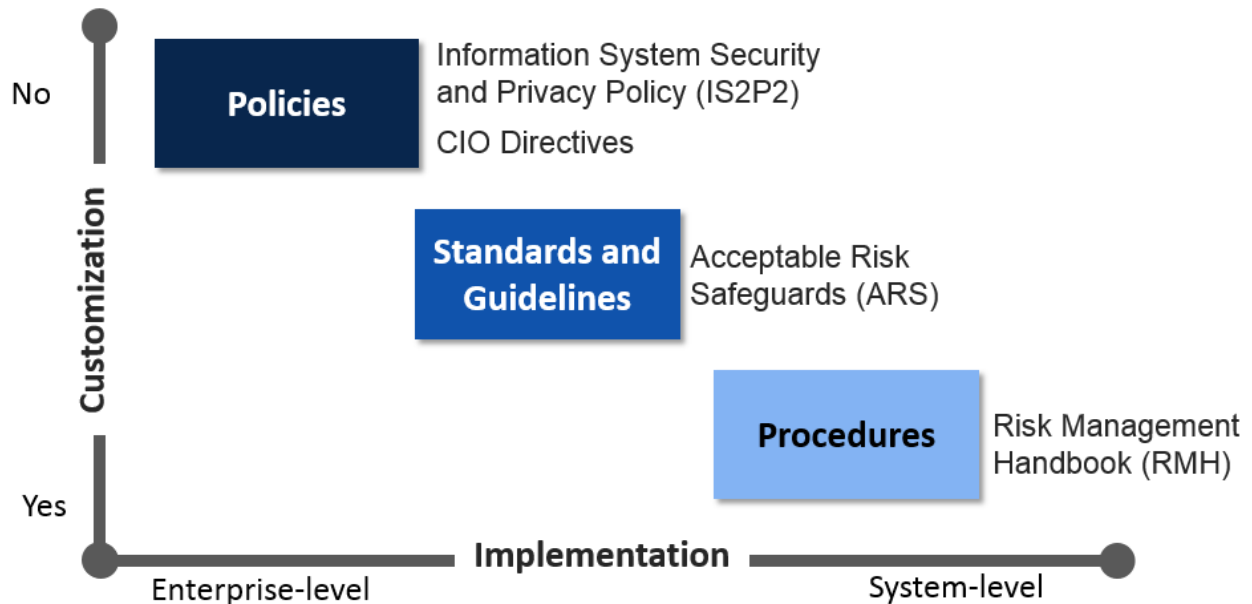 No
Policies
Information System Security
and Privacy Policy (IS2P2)
CIO Directives
Customization
Standards and
Guidelines
Acceptable Risk
Safeguards (ARS)
Procedures
Risk Management
Handbook (RMH)
Yes
Implementation
Enterprise-level
System-level